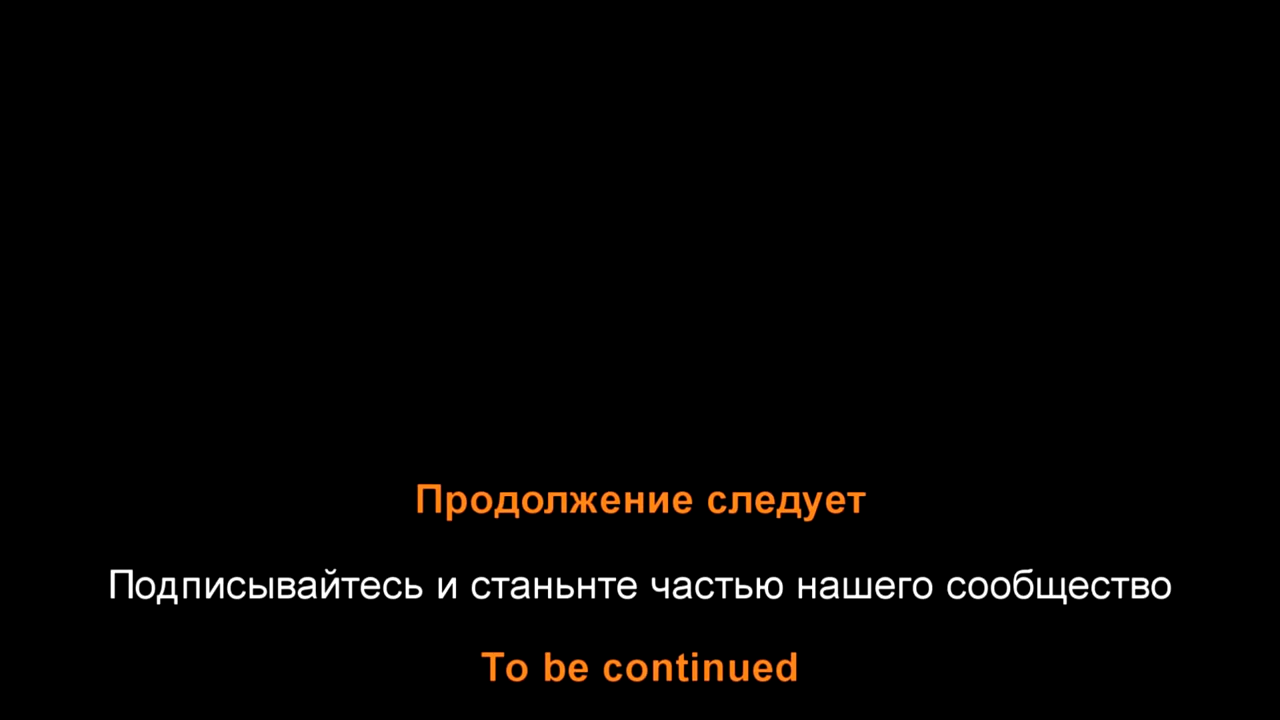 Продолжение следует
Подписывайтесь и станьнте частью нашего сообщество
To be continued